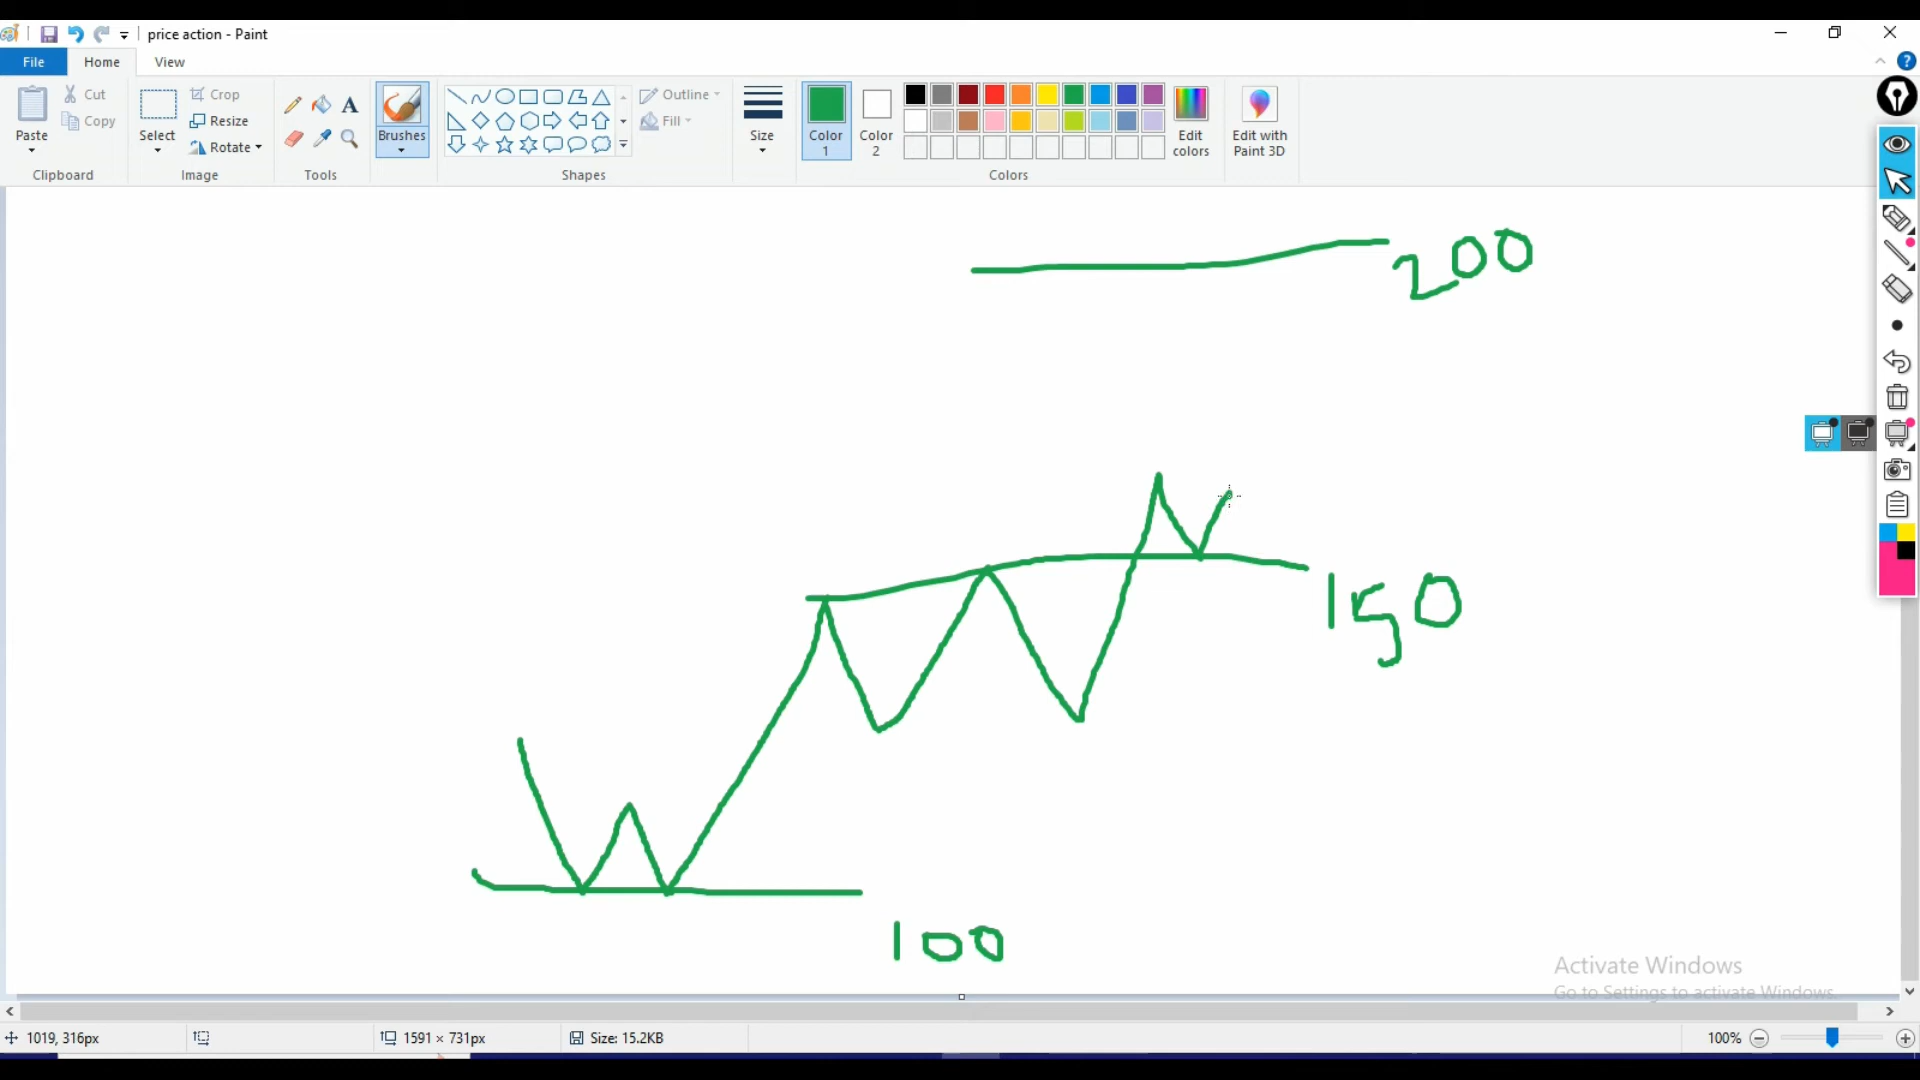 price action - Paint
File Home View
Paste Cut Copy Clipboard
Select Crop Resize Rotate Image
A
Tools
Brushes
Shapes
Outline
Fill
Size
Color 1
Color 2
Edit colors
Colors
Edit with Paint 3D
?
200
150
100
Activate Windows
Go to Settings to activate Windows.
1019, 316px
1591 × 731px
Size: 15.2KB
100%